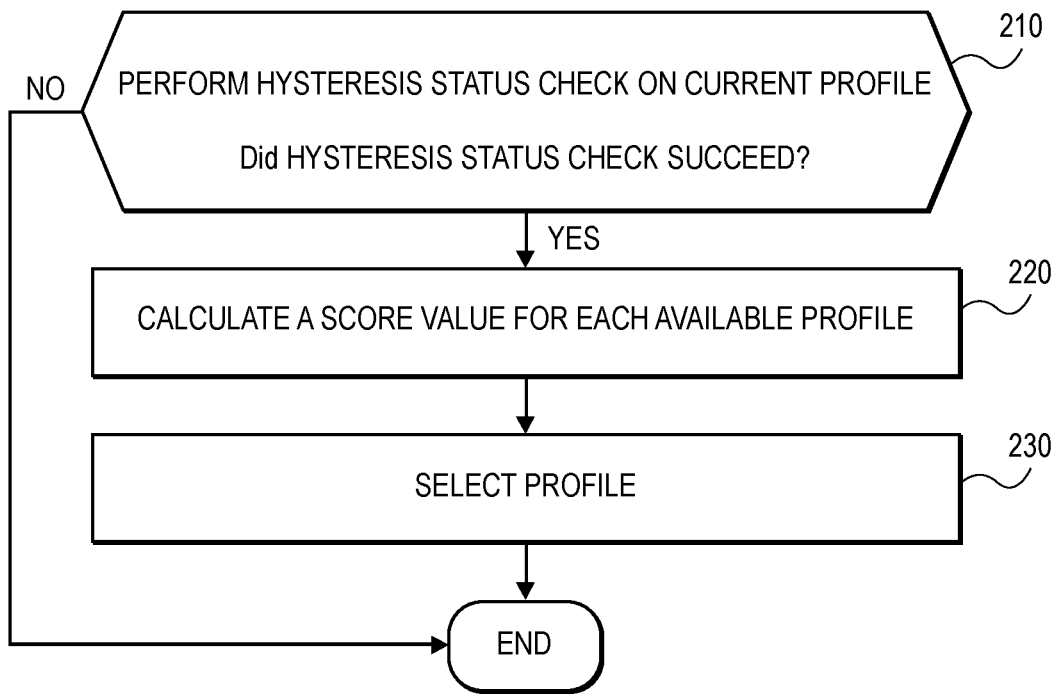 210
NO
PERFORM HYSTERESIS STATUS CHECK ON CURRENT PROFILE
Did HYSTERESIS STATUS CHECK SUCCEED?
YES
220
CALCULATE A SCORE VALUE FOR EACH AVAILABLE PROFILE
230
SELECT PROFILE
END